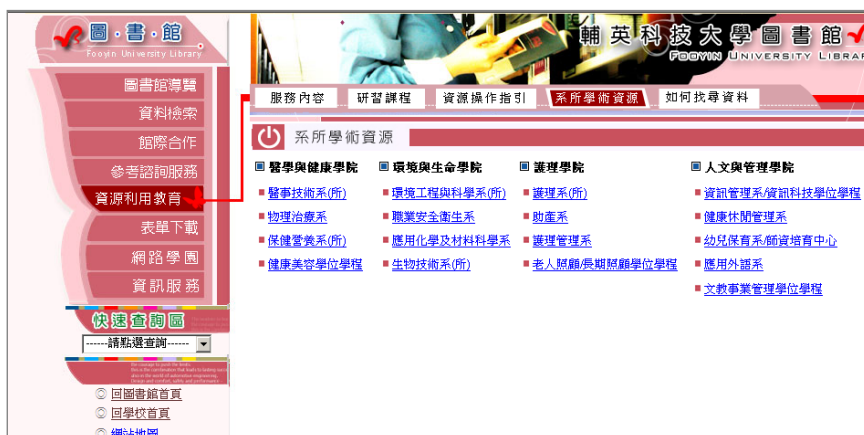 圖‧書‧館
Fooyin University Library
輔英科技大學圖書館
FOOYIN UNIVERSITY LIBRAR
圖書館導覽
資料檢索
館際合作
參考諮詢服務
資源利用教育
表單下載
網路學園
資訊服務
快速查詢區
------請點選查詢------
回圖書館首頁
回學校首頁
網站地圖
服務內容 研習課程 資源操作指引 系所學術資源 如何找尋資料
系所學術資源
醫學與健康學院 環境與生命學院 護理學院 人文與管理學院
醫事技術系(所) 環境工程與科學系(所) 護理系(所) 資訊管理系/資訊科技學位學程
物理治療系 職業安全衛生系 助產系 健康休閒管理系
保健營養系(所) 應用化學及材料科學系 護理管理系 幼兒保育系/師資培育中心
健康美容學位學程 生物技術系(所) 老人照顧/長期照顧學位學程 應用外語系
文教事業管理學位學程